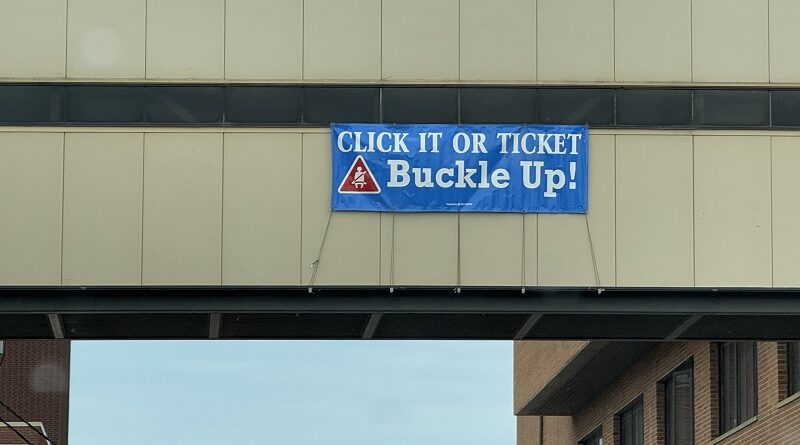 CLICK IT OR TICKET
Buckle Up!